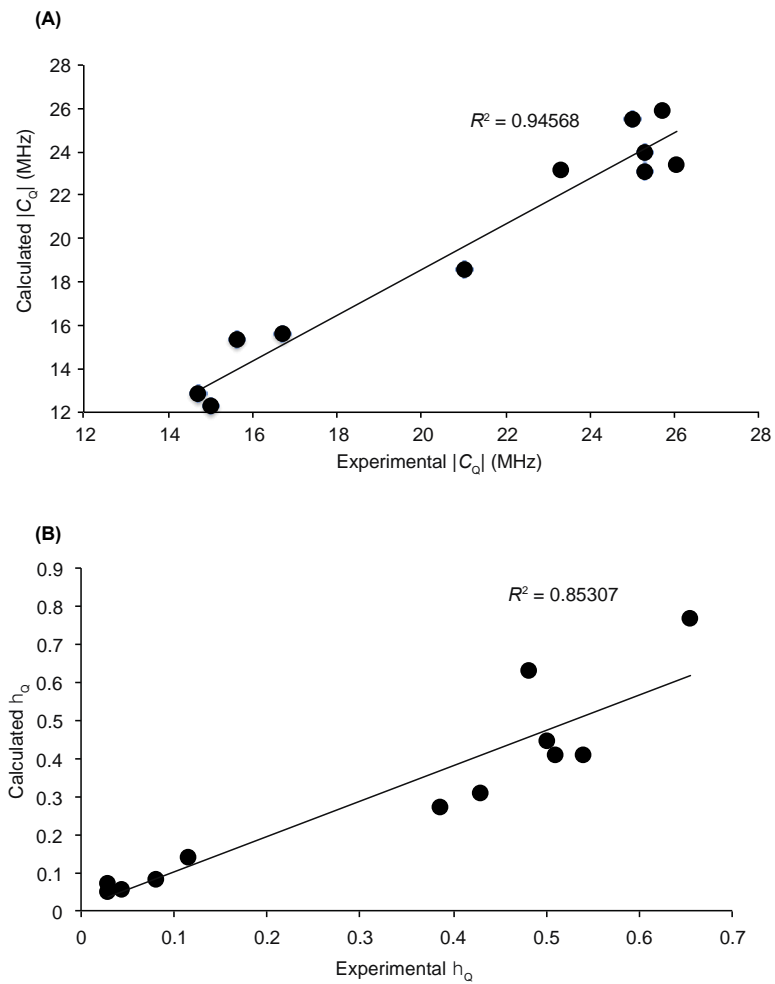 (A)
28
26
24
22
20
18
16
14
12
Calculated |CQ| (MHz)
R² = 0.94568
12 14 16 18 20 22 24 26 28
Experimental |CQ| (MHz)
(B)
0.9
0.8
0.7
0.6
0.5
0.4
0.3
0.2
0.1
0
Calculated hQ
R² = 0.85307
0 0.1 0.2 0.3 0.4 0.5 0.6 0.7
Experimental hQ